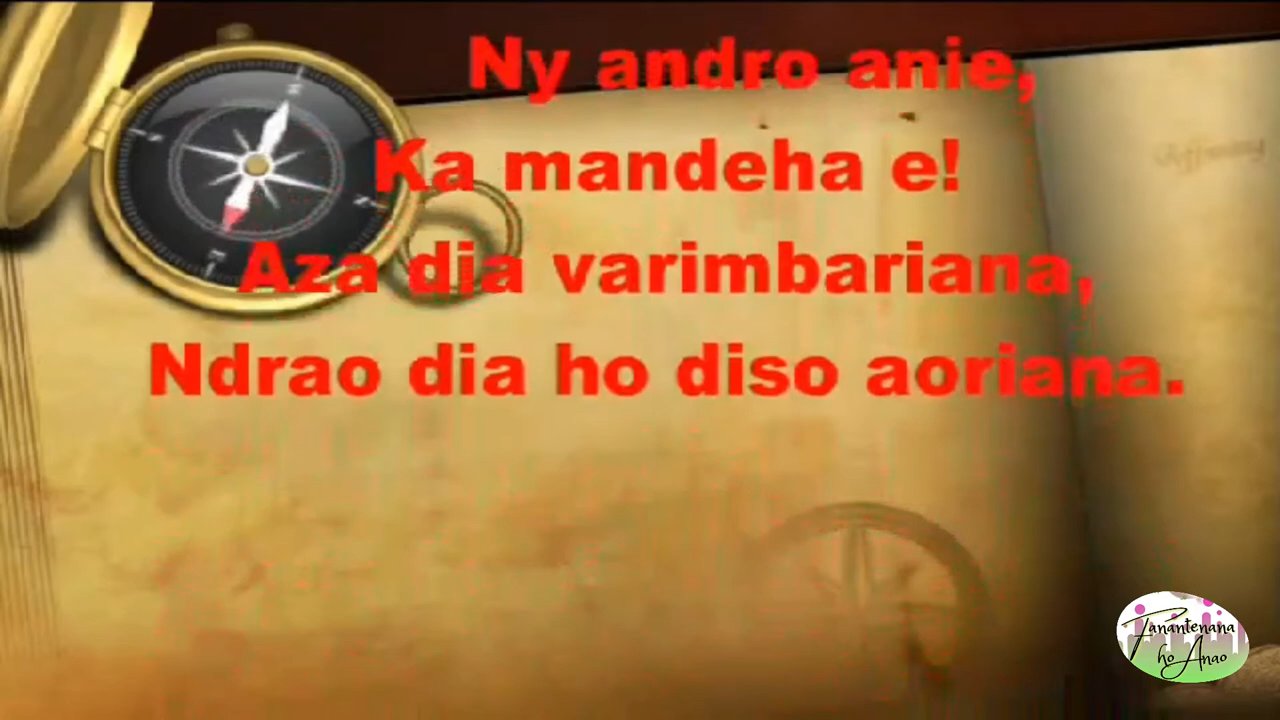 Ny andro anie,
Ka mandeha e!
Aza dia varimbariana,
Ndrao dia ho diso aoriana.
Fanantenana
ho Anao